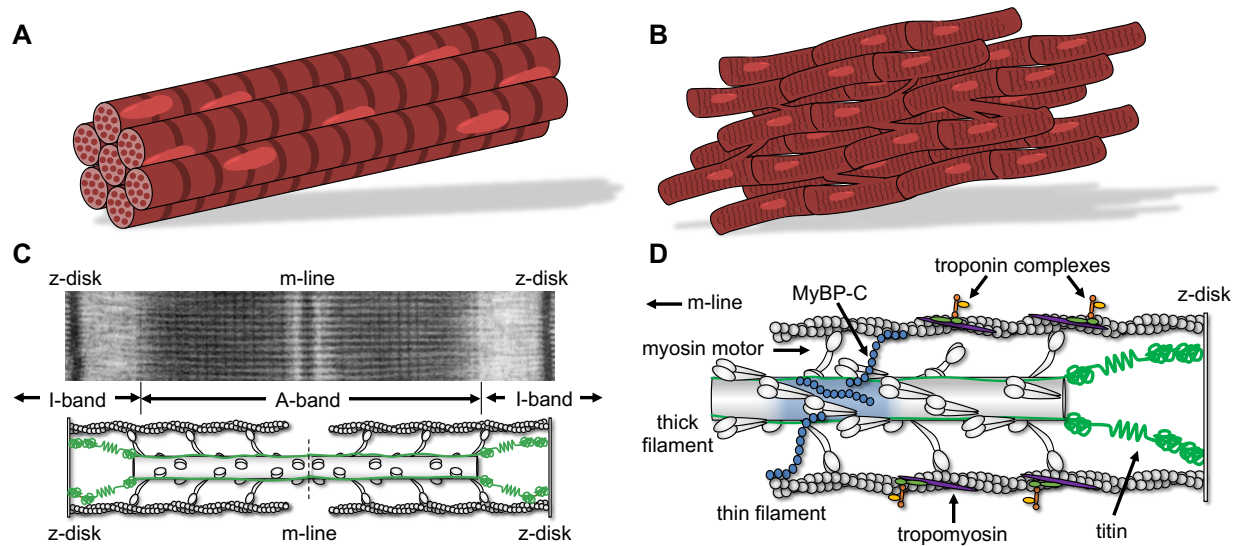 A
B
C
z-disk
m-line
z-disk
I-band
A-band
I-band
z-disk
m-line
z-disk
D
troponin complexes
m-line
MyBP-C
z-disk
myosin motor
thick
filament
thin filament
tropomyosin
titin